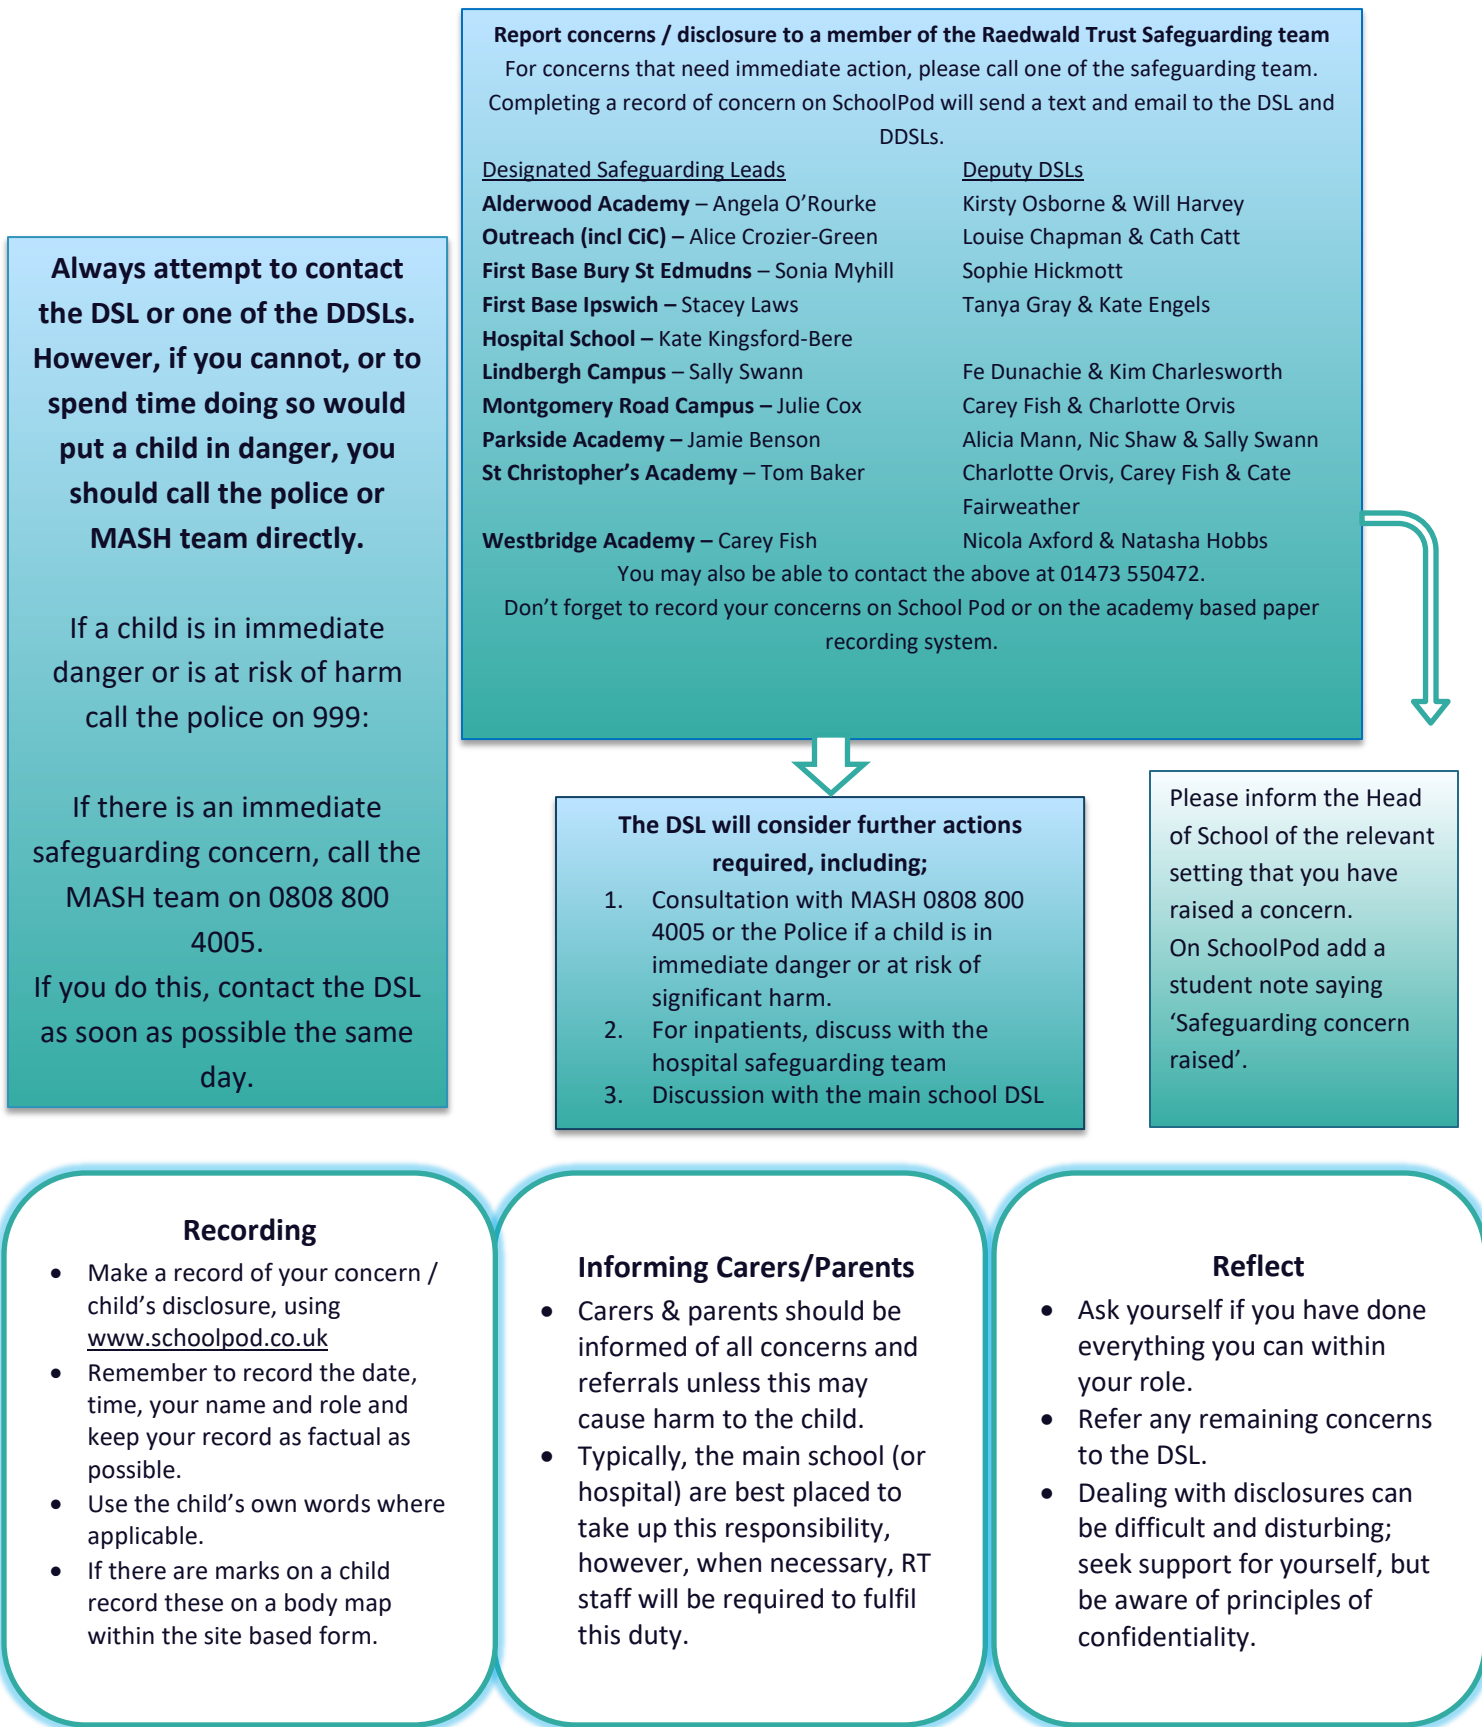 Report concerns / disclosure to a member of the Raedwald Trust Safeguarding team
For concerns that need immediate action, please call one of the safeguarding team.
Completing a record of concern on SchoolPod will send a text and email to the DSL and
DDSLs.
Designated Safeguarding Leads Deputy DSLs
Alderwood Academy – Angela O’Rourke Kirsty Osborne & Will Harvey
Outreach (incl CiC) – Alice Crozier-Green Louise Chapman & Cath Catt
First Base Bury St Edmudns – Sonia Myhill Sophie Hickmott
First Base Ipswich – Stacey Laws Tanya Gray & Kate Engels
Hospital School – Kate Kingsford-Bere
Lindbergh Campus – Sally Swann Fe Dunachie & Kim Charlesworth
Montgomery Road Campus – Julie Cox Carey Fish & Charlotte Orvis
Parkside Academy – Jamie Benson Alicia Mann, Nic Shaw & Sally Swann
St Christopher’s Academy – Tom Baker Charlotte Orvis, Carey Fish & Cate
Fairweather
Westbridge Academy – Carey Fish Nicola Axford & Natasha Hobbs
You may also be able to contact the above at 01473 550472.
Don’t forget to record your concerns on School Pod or on the academy based paper
recording system.
Always attempt to contact
the DSL or one of the DDSLs.
However, if you cannot, or to
spend time doing so would
put a child in danger, you
should call the police or
MASH team directly.
If a child is in immediate
danger or is at risk of harm
call the police on 999:
If there is an immediate
safeguarding concern, call the
MASH team on 0808 800
4005.
If you do this, contact the DSL
as soon as possible the same
day.
The DSL will consider further actions
required, including;
1. Consultation with MASH 0808 800
4005 or the Police if a child is in
immediate danger or at risk of
significant harm.
2. For inpatients, discuss with the
hospital safeguarding team
3. Discussion with the main school DSL
Please inform the Head
of School of the relevant
setting that you have
raised a concern.
On SchoolPod add a
student note saying
‘Safeguarding concern
raised’.
Recording
• Make a record of your concern /
child’s disclosure, using
www.schoolpod.co.uk
• Remember to record the date,
time, your name and role and
keep your record as factual as
possible.
• Use the child’s own words where
applicable.
• If there are marks on a child
record these on a body map
within the site based form.
Informing Carers/Parents
• Carers & parents should be
informed of all concerns and
referrals unless this may
cause harm to the child.
• Typically, the main school (or
hospital) are best placed to
take up this responsibility,
however, when necessary, RT
staff will be required to fulfil
this duty.
Reflect
• Ask yourself if you have done
everything you can within
your role.
• Refer any remaining concerns
to the DSL.
• Dealing with disclosures can
be difficult and disturbing;
seek support for yourself, but
be aware of principles of
confidentiality.